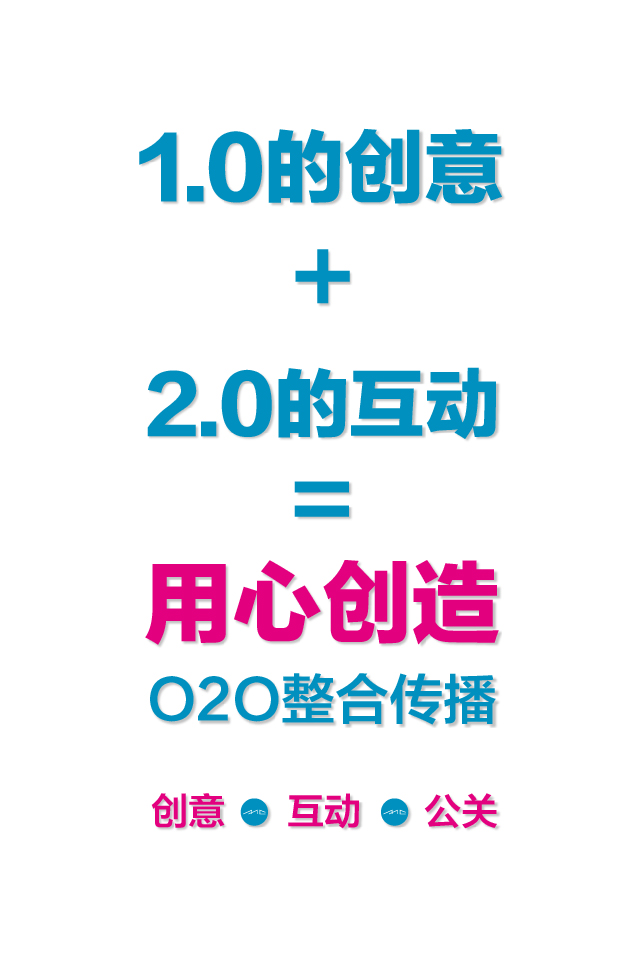 1.0的创意
+
2.0的互动
=
用心创造
O2O整合传播
创意 互动 公关